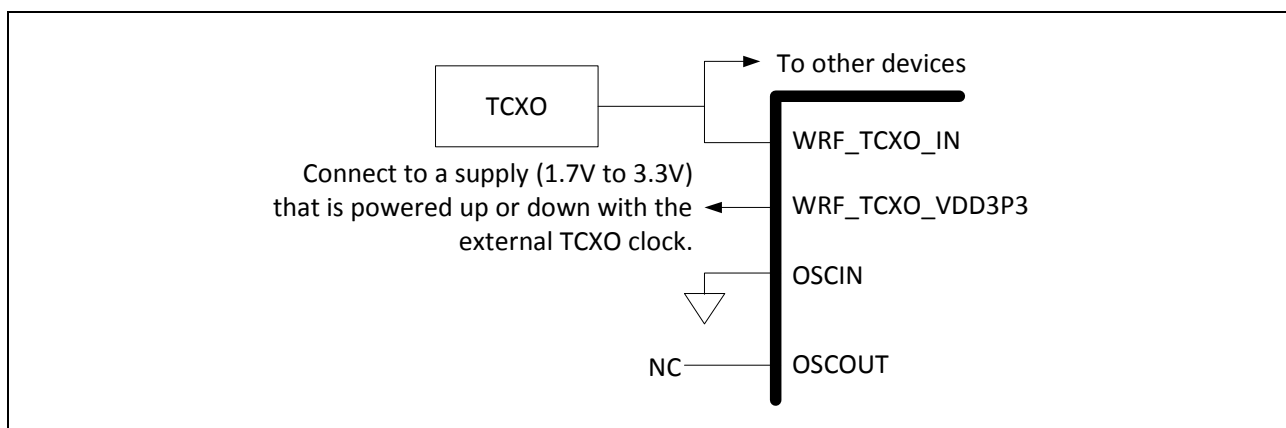 To other devices
TCXO
WRF_TCXO_IN
Connect to a supply (1.7V to 3.3V)
that is powered up or down with the
external TCXO clock.
WRF_TCXO_VDD3P3
OSCIN
NC
OSCOUT